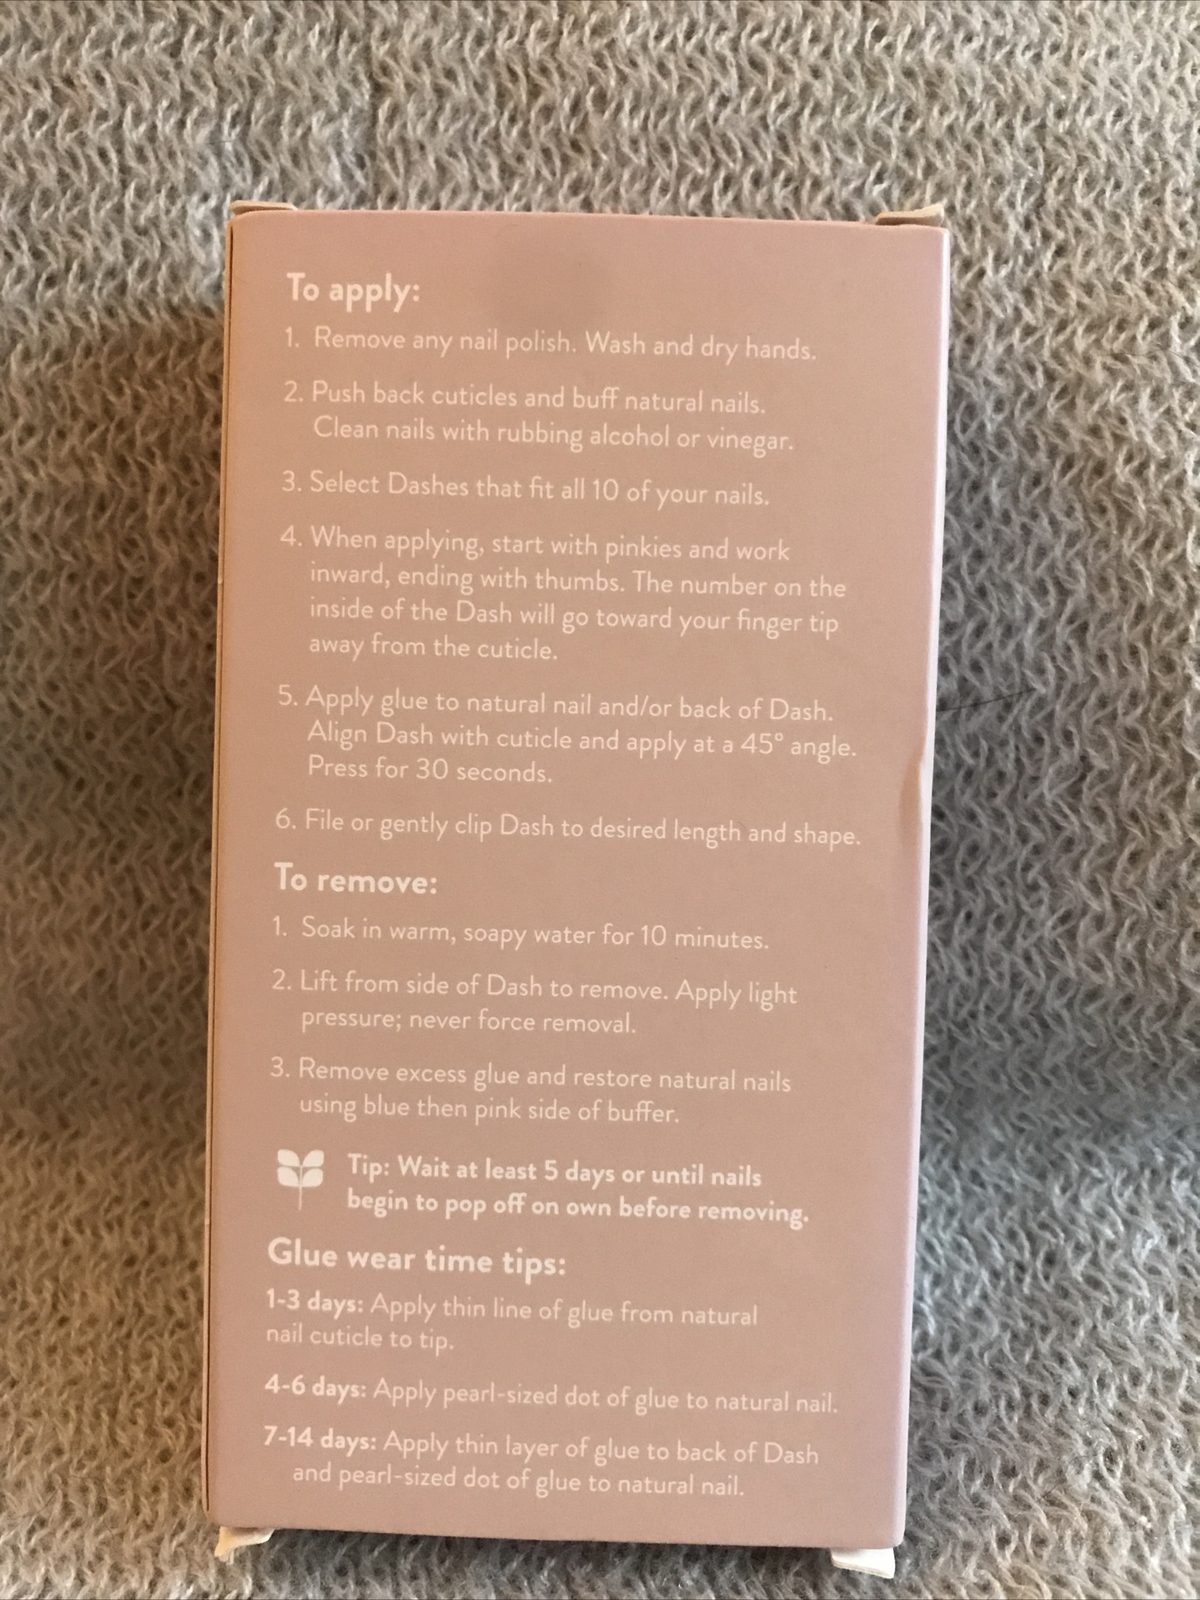 To apply:
1. Remove any nail polish. Wash and dry hands.
2. Push back cuticles and buff natural nails.
Clean nails with rubbing alcohol or vinegar.
3. Select Dashes that fit all 10 of your nails.
4. When applying, start with pinkies and work
inward, ending with thumbs. The number on the
inside of the Dash will go toward your finger tip
away from the cuticle.
5. Apply glue to natural nail and/or back of Dash.
Align Dash with cuticle and apply at a 45° angle.
Press for 30 seconds.
6. File or gently clip Dash to desired length and shape.
To remove:
1. Soak in warm, soapy water for 10 minutes.
2. Lift from side of Dash to remove. Apply light
pressure; never force removal.
3. Remove excess glue and restore natural nails
using blue then pink side of buffer.
Tip: Wait at least 5 days or until nails
begin to pop off on own before removing.
Glue wear time tips:
1-3 days: Apply thin line of glue from natural
nail cuticle to tip.
4-6 days: Apply pearl-sized dot of glue to natural nail.
7-14 days: Apply thin layer of glue to back of Dash
and pearl-sized dot of glue to natural nail.